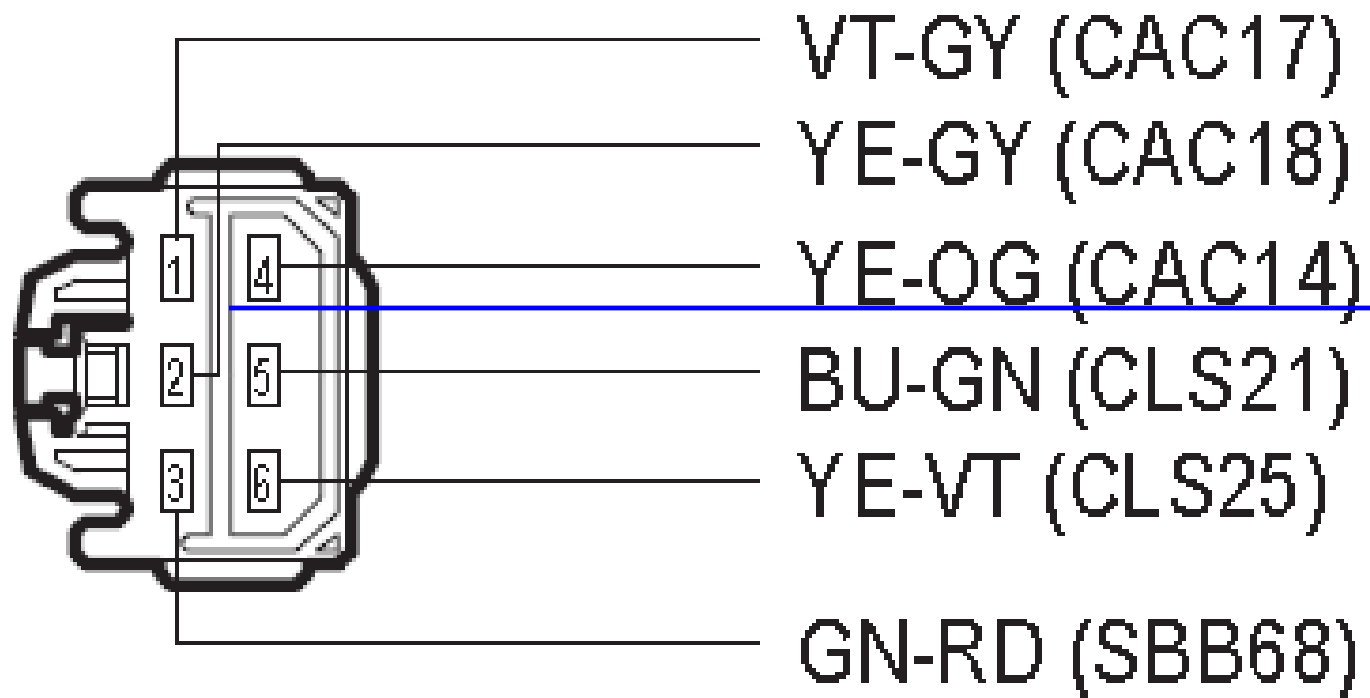 VT-GY (CAC17)
YE-GY (CAC18)
YE-OG (CAC14)
BU-GN (CLS21)
YE-VT (CLS25)
GN-RD (SBB68)
1
4
2
5
3
6